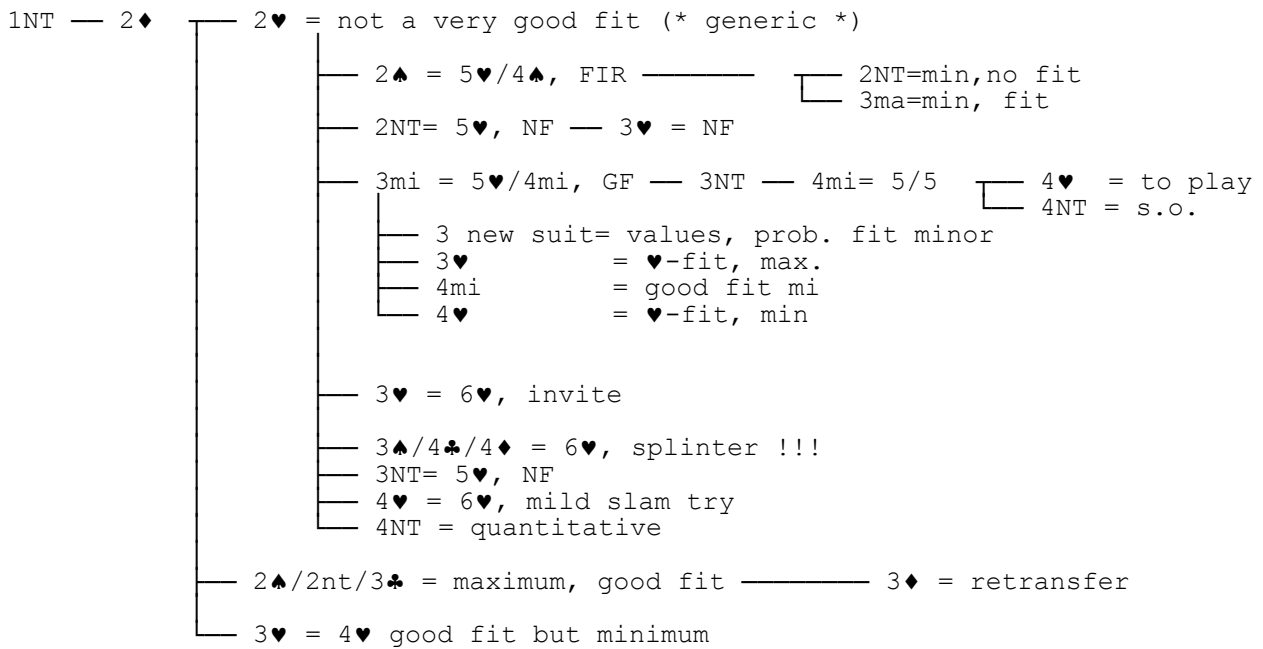 1NT — 2♦ 2♥ = not a very good fit (* generic *)
2♠ = 5♥/4♠, FIR 2NT=min,no fit
3ma=min, fit
2NT= 5♥, NF — 3♥ = NF
3mi = 5♥/4mi, GF — 3NT — 4mi= 5/5 4♥ = to play
4NT = s.o.
3 new suit= values, prob. fit minor
3♥ = ♥-fit, max.
4mi = good fit mi
4♥ = ♥-fit, min
3♥ = 6♥, invite
3♠/4♣/4♦ = 6♥, splinter !!!
3NT= 5♥, NF
4♥ = 6♥, mild slam try
4NT = quantitative
2♠/2nt/3♣ = maximum, good fit 3♦ = retransfer
3♥ = 4♥ good fit but minimum